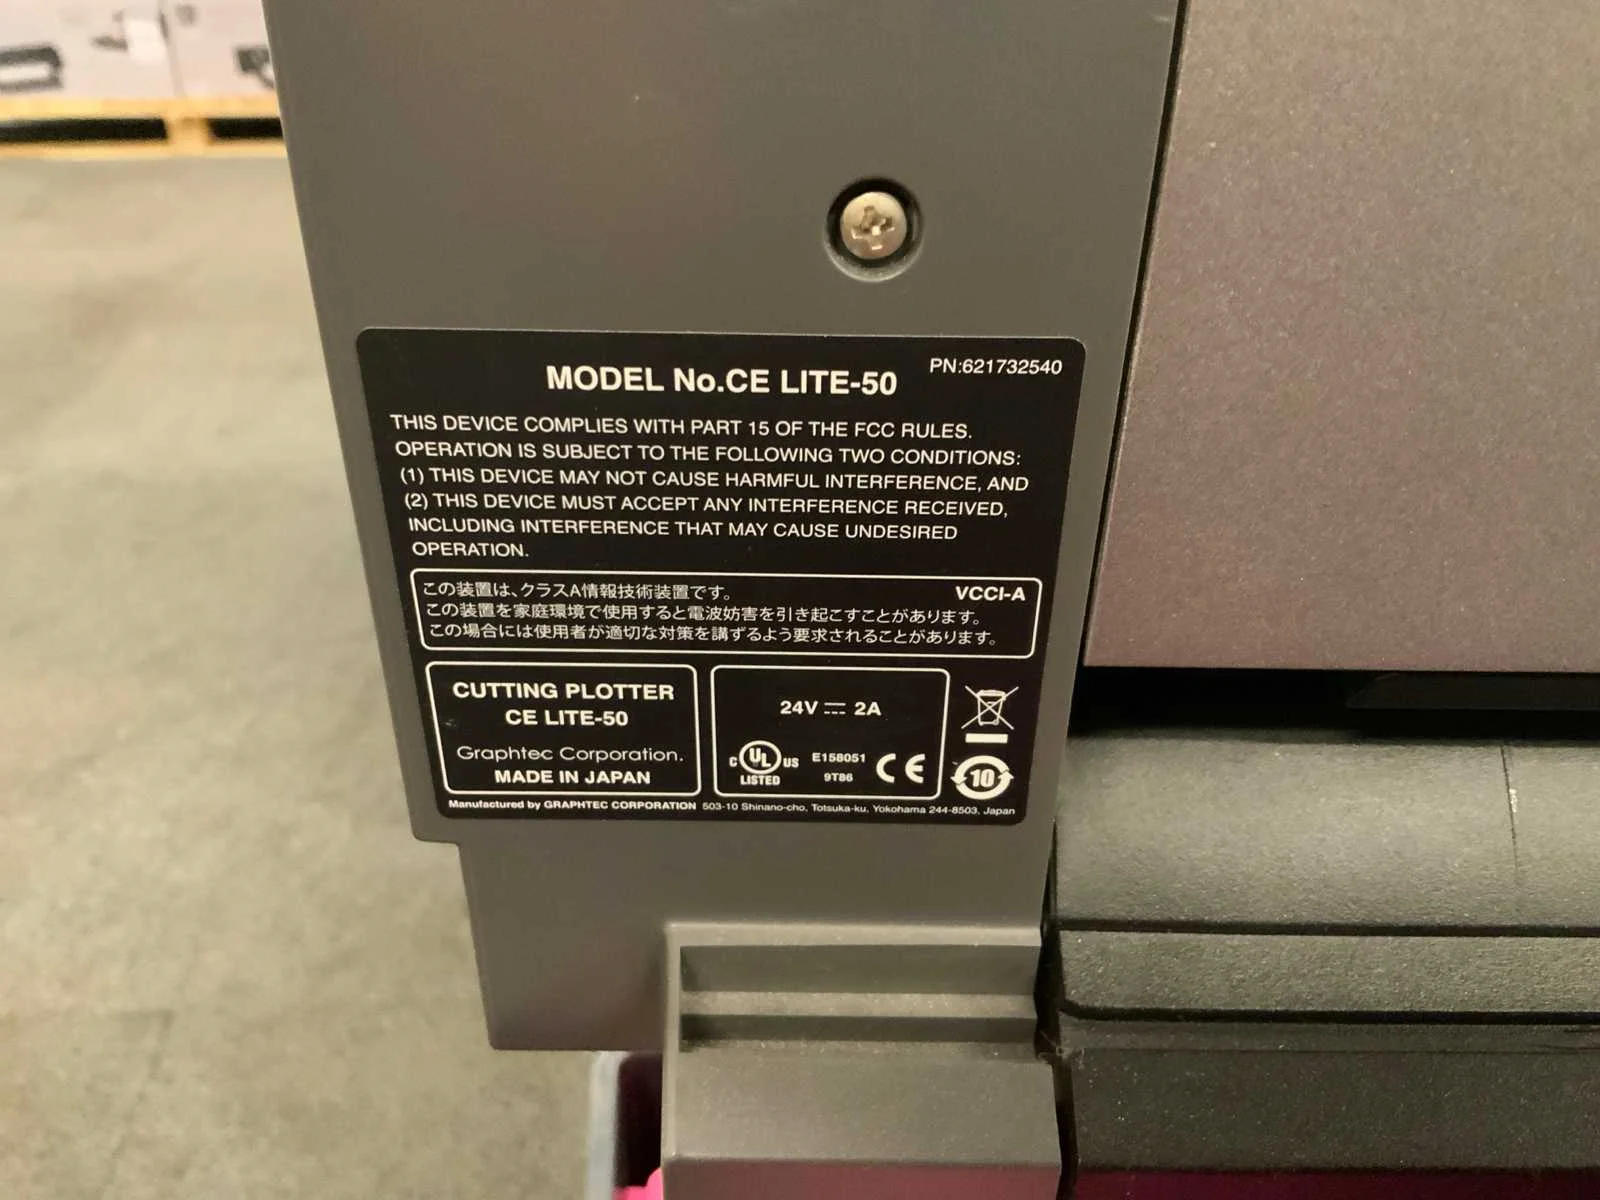 MODEL No.CE LITE-50
PN:621732540
THIS DEVICE COMPLIES WITH PART 15 OF THE FCC RULES.
OPERATION IS SUBJECT TO THE FOLLOWING TWO CONDITIONS:
(1) THIS DEVICE MAY NOT CAUSE HARMFUL INTERFERENCE, AND
(2) THIS DEVICE MUST ACCEPT ANY INTERFERENCE RECEIVED,
INCLUDING INTERFERENCE THAT MAY CAUSE UNDESIRED
OPERATION.
この装置は、クラスA情報技術装置です。
VCCI-A
この装置を家庭環境で使用すると電波妨害を引き起こすことがあります。
この場合には使用者が適切な対策を講ずるよう要求されることがあります。
CUTTING PLOTTER
CE LITE-50
Graphtec Corporation.
MADE IN JAPAN
24V ⎓ 2A
C UL US
LISTED
E158051
9T86
CE
10
Manufactured by GRAPHTEC CORPORATION 503-10 Shinano-cho, Totsuka-ku, Yokohama 244-8503, Japan